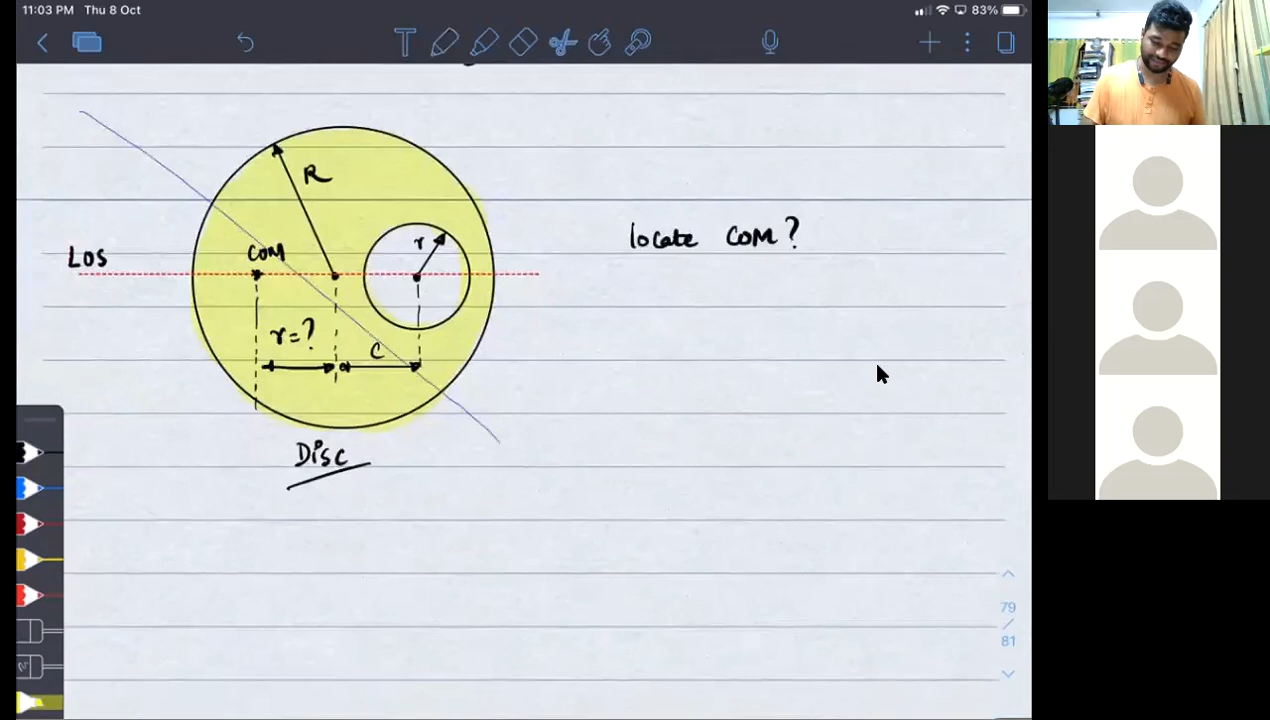 11:03 PM Thu 8 Oct
83%
T
R
r
LOS
COM
locate COM?
r=?
C
Disc
79
/
81